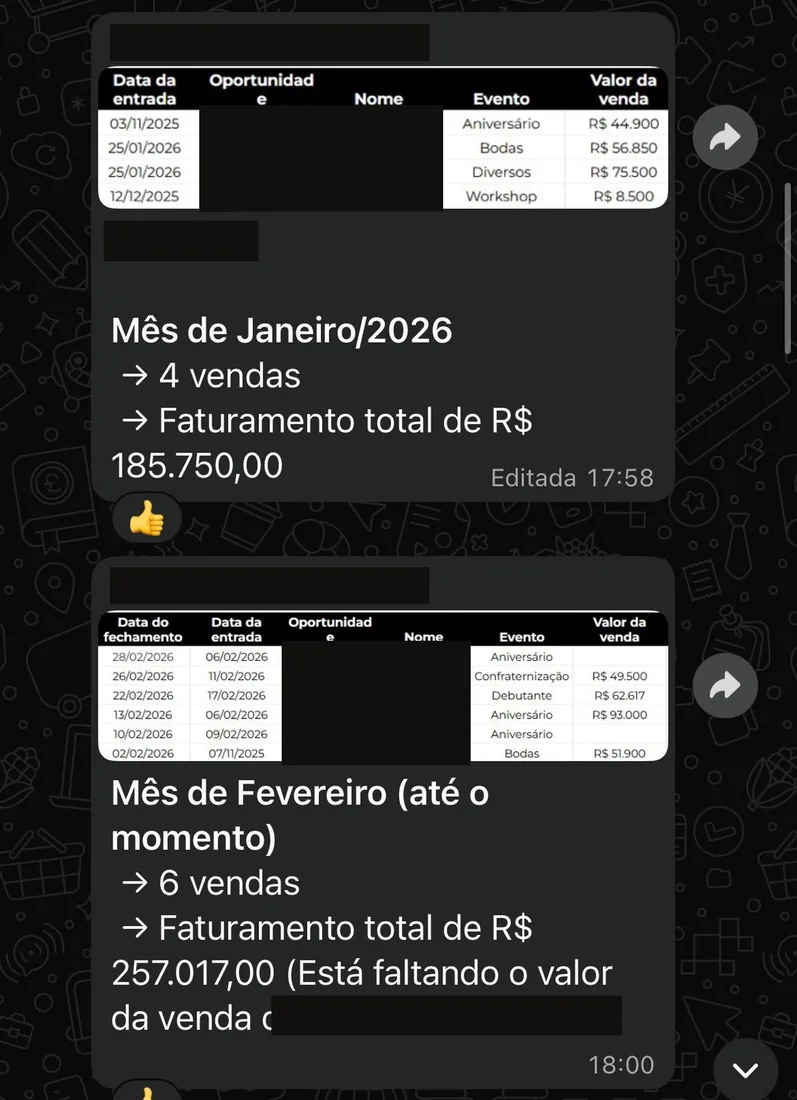 Data da entrada Oportunidade Nome Evento Valor da venda
03/11/2025 Aniversário R$ 44.900
25/01/2026 Bodas R$ 56.850
25/01/2026 Diversos R$ 75.500
12/12/2025 Workshop R$ 8.500
Mês de Janeiro/2026
→ 4 vendas
→ Faturamento total de R$
185.750,00
Editada 17:58
Data do fechamento Data da entrada Oportunidade Nome Evento Valor da venda
28/02/2026 06/02/2026 Aniversário
26/02/2026 11/02/2026 Confraternização R$ 49.500
22/02/2026 17/02/2026 Debutante R$ 62.617
13/02/2026 06/02/2026 Aniversário R$ 93.000
10/02/2026 09/02/2026 Aniversário
02/02/2026 07/11/2025 Bodas R$ 51.900
Mês de Fevereiro (até o
momento)
→ 6 vendas
→ Faturamento total de R$
257.017,00 (Está faltando o valor
da venda
18:00